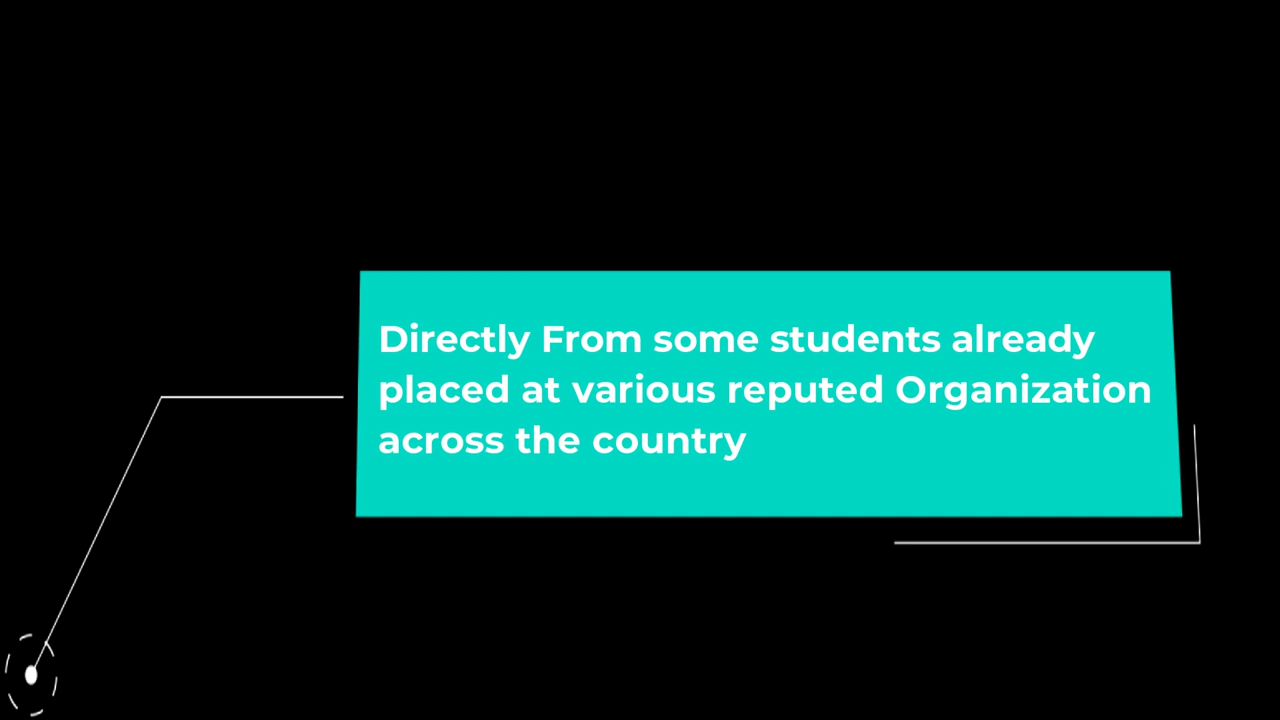 Directly From some students already
placed at various reputed Organization
across the country